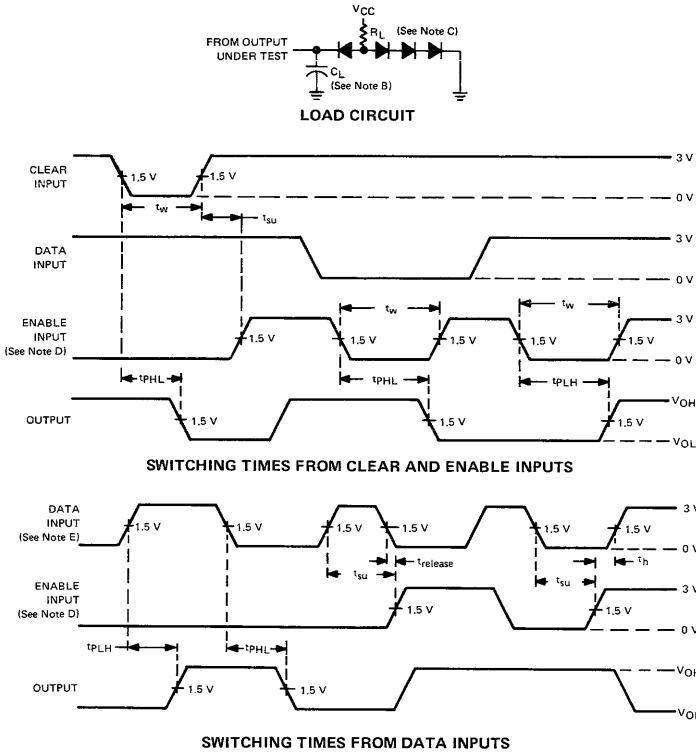 VCC
RL (See Note C)
FROM OUTPUT
UNDER TEST
CL
(See Note B)
LOAD CIRCUIT
CLEAR
INPUT
1.5 V 1.5 V 3 V
0 V
tw
tsu
DATA
INPUT
3 V
0 V
tw tw
ENABLE
INPUT
(See Note D)
1.5 V 1.5 V 1.5 V 1.5 V 1.5 V 3 V
0 V
tPHL tPHL tPLH
OUTPUT
1.5 V 1.5 V 1.5 V VOH
VOL
SWITCHING TIMES FROM CLEAR AND ENABLE INPUTS
DATA
INPUT
(See Note E)
1.5 V 1.5 V 1.5 V 1.5 V 1.5 V 1.5 V 3 V
0 V
trelease
tsu tsu th
ENABLE
INPUT
(See Note D)
1.5 V 1.5 V 3 V
0 V
tPLH tPHL
OUTPUT
1.5 V 1.5 V VOH
VOL
SWITCHING TIMES FROM DATA INPUTS